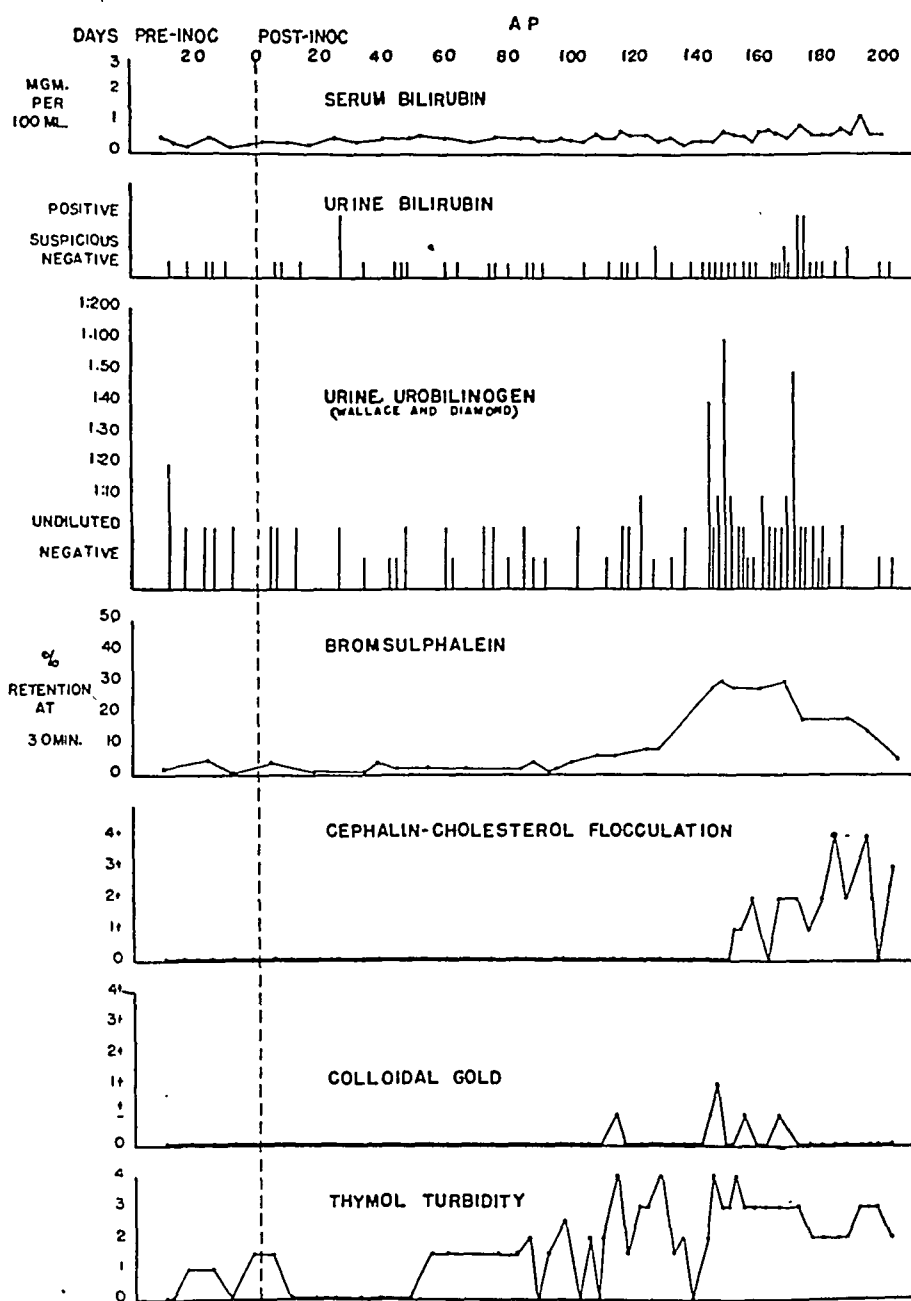 A P
DAYS PRE-INOC POST-INOC
20 0 20 40 60 80 100 120 140 160 180 200
3
2
1
0
MGM.
PER
100 ML.
SERUM BILIRUBIN
URINE BILIRUBIN
POSITIVE
SUSPICIOUS
NEGATIVE
1:200
1:100
1:50
1:40
1:30
1:20
1:10
UNDILUTED
NEGATIVE
URINE UROBILINOGEN
(WALLACE AND DIAMOND)
50
40
30
20
10
0
%
RETENTION
AT
30 MIN.
BROMSULPHALEIN
CEPHALIN-CHOLESTEROL FLOCCULATION
4+
3+
2+
1+
0
4+
3+
2+
1+
±
0
COLLOIDAL GOLD
4
3
2
1
0
THYMOL TURBIDITY